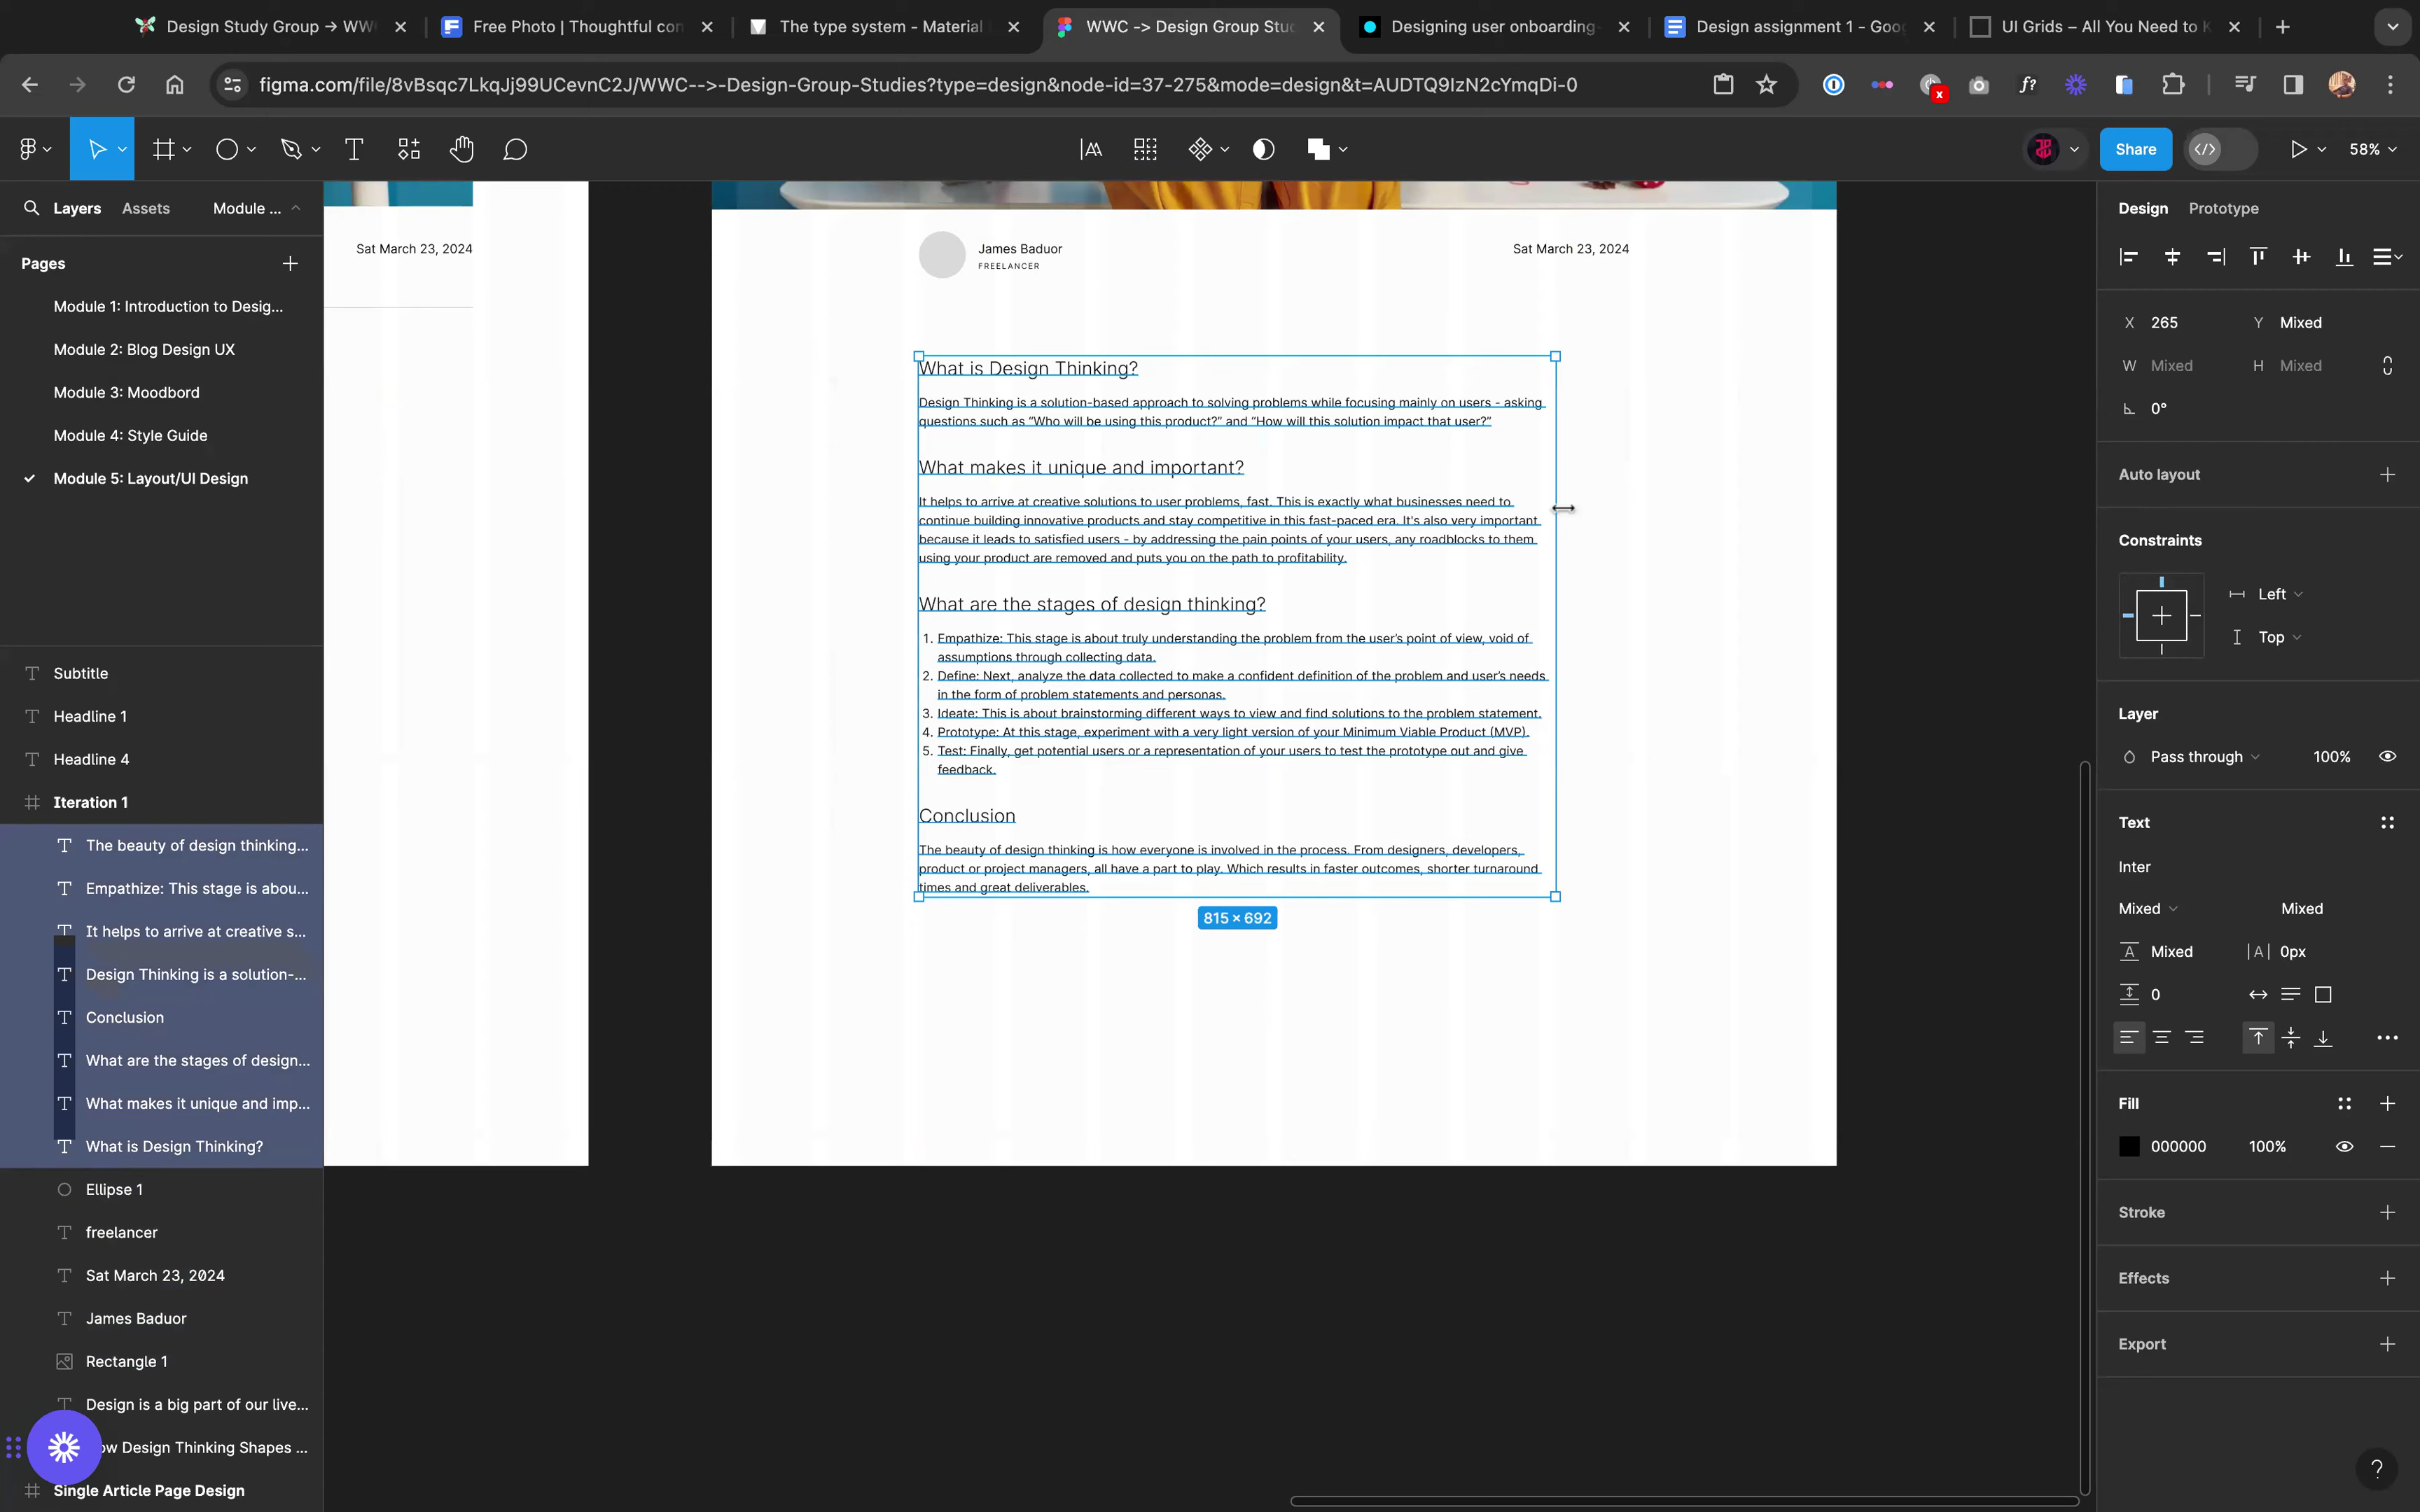 Design Study Group → WW
Free Photo | Thoughtful con
The type system - Material
WWC -> Design Group Stud
Designing user onboarding-
Design assignment 1 - Goog
UI Grids – All You Need to K
figma.com/file/8vBsqc7LkqJj99UCevnC2J/WWC-->-Design-Group-Studies?type=design&node-id=37-275&mode=design&t=AUDTQ9IzN2cYmqDi-0
Share
58%
Layers
Assets
Module ...
Pages
Module 1: Introduction to Desig...
Module 2: Blog Design UX
Module 3: Moodbord
Module 4: Style Guide
Module 5: Layout/UI Design
Subtitle
Headline 1
Headline 4
Iteration 1
The beauty of design thinking...
Empathize: This stage is abou...
It helps to arrive at creative s...
Design Thinking is a solution-...
Conclusion
What are the stages of design...
What makes it unique and imp...
What is Design Thinking?
Ellipse 1
freelancer
Sat March 23, 2024
James Baduor
Rectangle 1
Design is a big part of our live...
ow Design Thinking Shapes ...
Single Article Page Design
Sat March 23, 2024
James Baduor
FREELANCER
Sat March 23, 2024
What is Design Thinking?
Design Thinking is a solution-based approach to solving problems while focusing mainly on users - asking
questions such as “Who will be using this product?” and “How will this solution impact that user?”
What makes it unique and important?
It helps to arrive at creative solutions to user problems, fast. This is exactly what businesses need to
continue building innovative products and stay competitive in this fast-paced era. It's also very important
because it leads to satisfied users - by addressing the pain points of your users, any roadblocks to them
using your product are removed and puts you on the path to profitability.
What are the stages of design thinking?
1. Empathize: This stage is about truly understanding the problem from the user’s point of view, void of
assumptions through collecting data.
2. Define: Next, analyze the data collected to make a confident definition of the problem and user’s needs
in the form of problem statements and personas.
3. Ideate: This is about brainstorming different ways to view and find solutions to the problem statement.
4. Prototype: At this stage, experiment with a very light version of your Minimum Viable Product (MVP).
5. Test: Finally, get potential users or a representation of your users to test the prototype out and give
feedback.
Conclusion
The beauty of design thinking is how everyone is involved in the process. From designers, developers,
product or project managers, all have a part to play. Which results in faster outcomes, shorter turnaround
times and great deliverables.
815 × 692
Design
Prototype
X 265
Y Mixed
W Mixed
H Mixed
0°
Auto layout
Constraints
Left
Top
Layer
Pass through
100%
Text
Inter
Mixed
Mixed
Mixed
0px
0
Fill
000000
100%
Stroke
Effects
Export
?